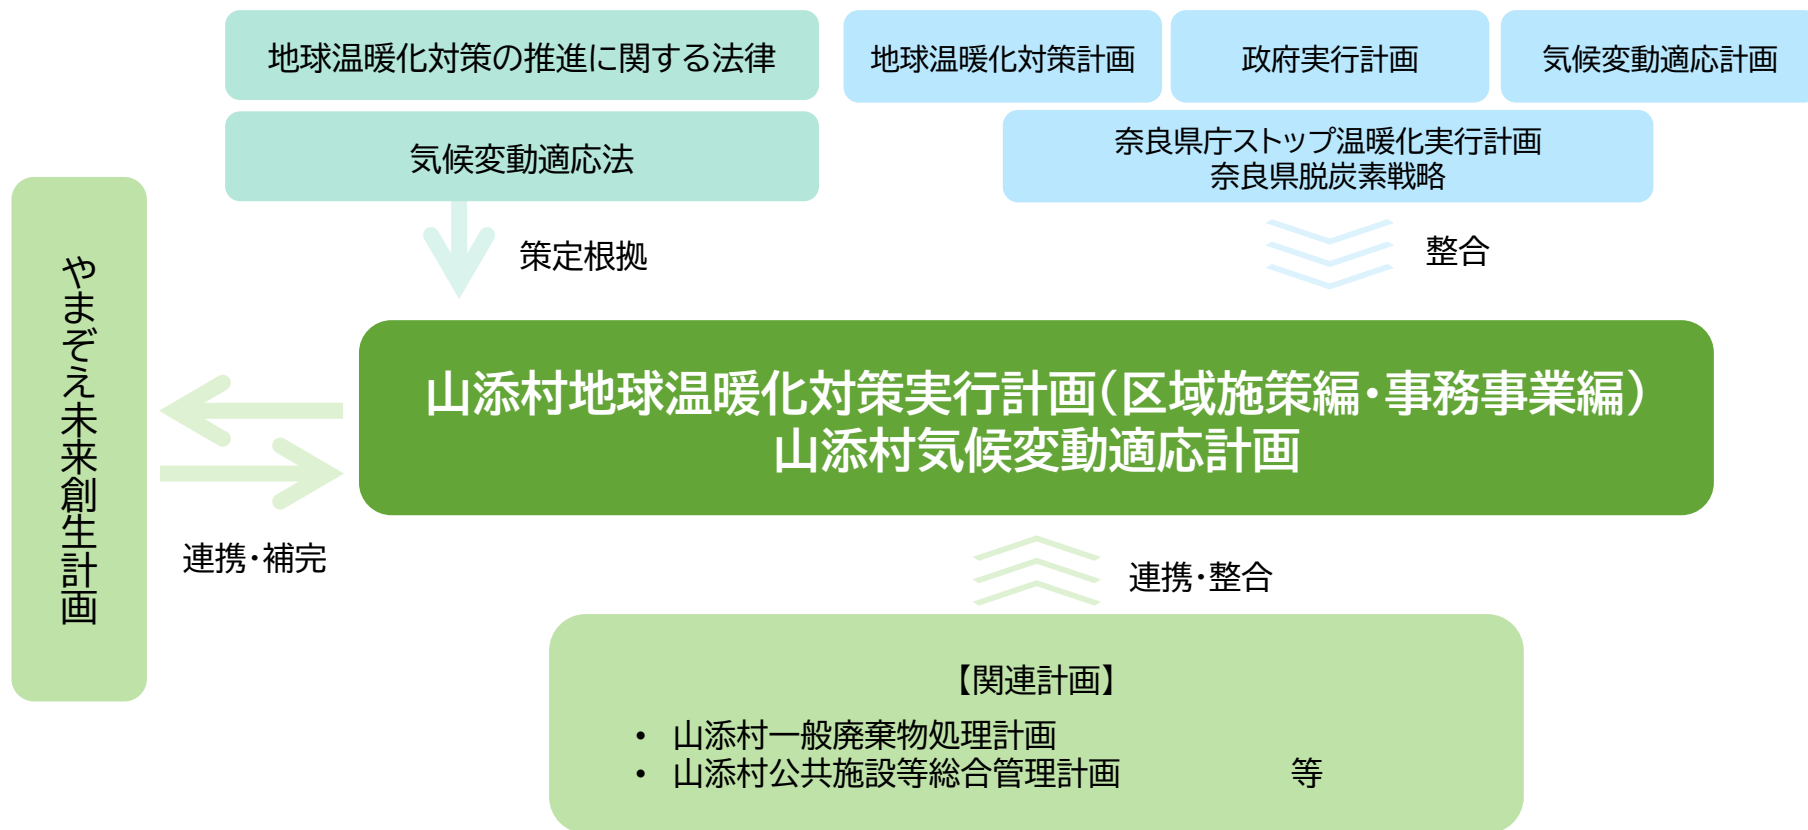 地球温暖化対策の推進に関する法律
気候変動適応法
地球温暖化対策計画
政府実行計画
気候変動適応計画
奈良県庁ストップ温暖化実行計画
奈良県脱炭素戦略
策定根拠
整合
やまぞえ未来創生計画
山添村地球温暖化対策実行計画（区域施策編・事務事業編）
山添村気候変動適応計画
連携・補完
連携・整合
【関連計画】
• 山添村一般廃棄物処理計画
• 山添村公共施設等総合管理計画 等